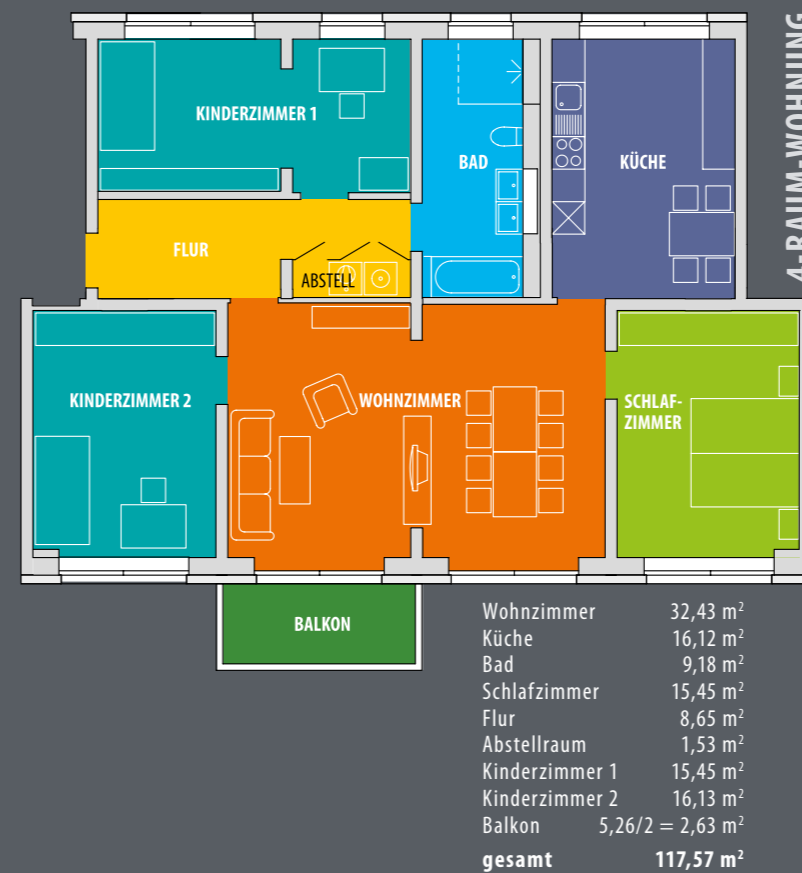 4-RAUM-WOHNUNG
KINDERZIMMER 1
BAD
KÜCHE
FLUR
ABSTELL
KINDERZIMMER 2
WOHNZIMMER
SCHLAF-
ZIMMER
BALKON
Wohnzimmer 32,43 m²
Küche 16,12 m²
Bad 9,18 m²
Schlafzimmer 15,45 m²
Flur 8,65 m²
Abstellraum 1,53 m²
Kinderzimmer 1 15,45 m²
Kinderzimmer 2 16,13 m²
Balkon 5,26/2 = 2,63 m²
gesamt 117,57 m²